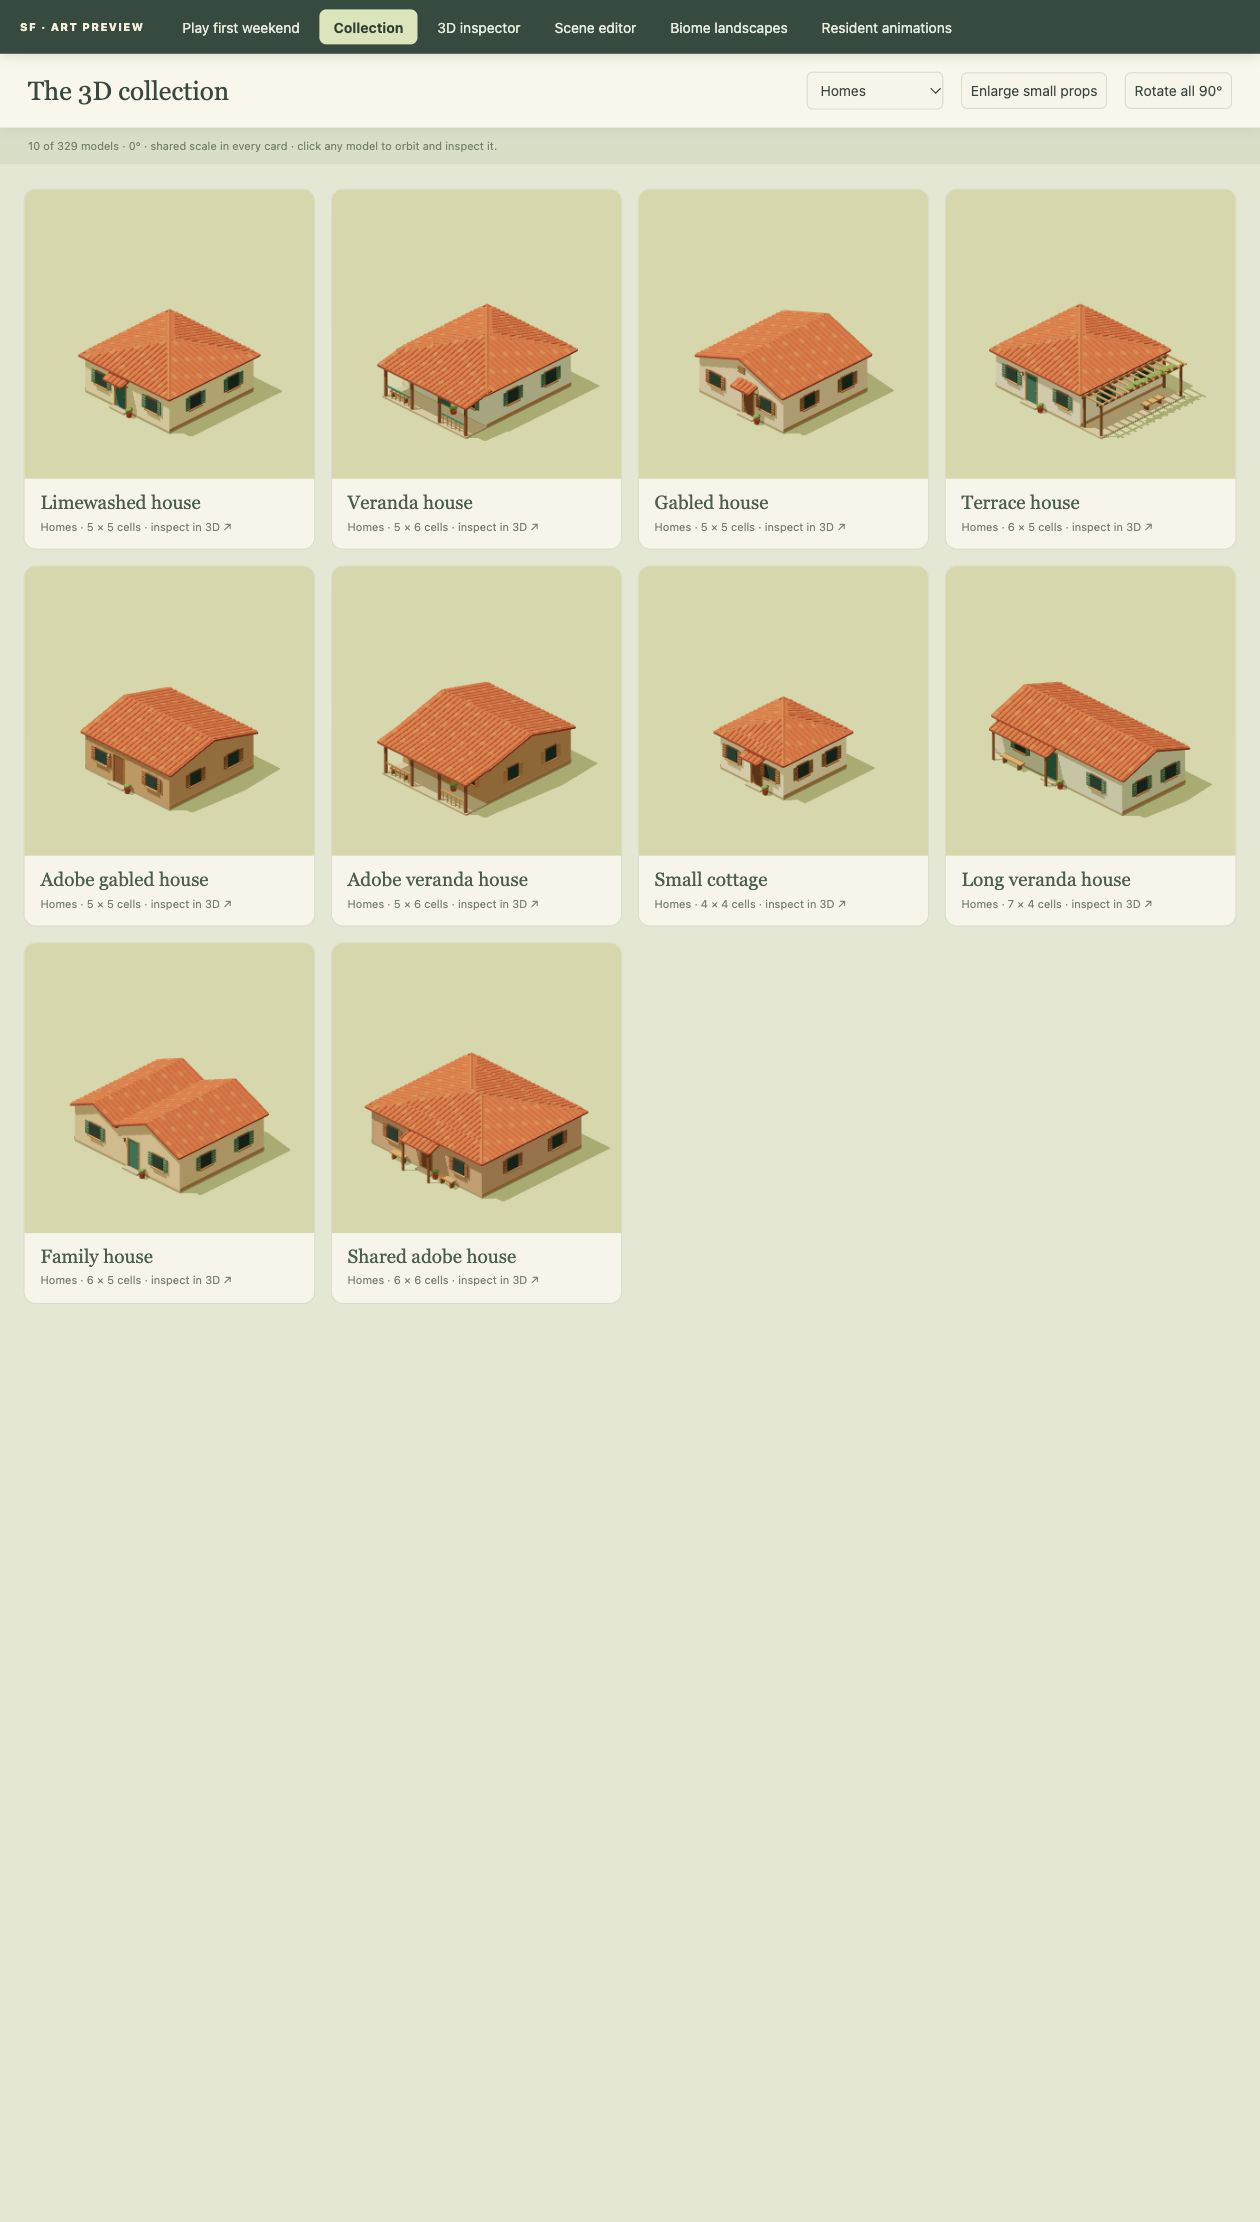 SF · ART PREVIEW Play first weekend Collection 3D inspector Scene editor Biome landscapes Resident animations
The 3D collection Homes Enlarge small props Rotate all 90°
10 of 329 models · 0° · shared scale in every card · click any model to orbit and inspect it.
Limewashed house
Homes · 5 × 5 cells · inspect in 3D ↗
Veranda house
Homes · 5 × 6 cells · inspect in 3D ↗
Gabled house
Homes · 5 × 5 cells · inspect in 3D ↗
Terrace house
Homes · 6 × 5 cells · inspect in 3D ↗
Adobe gabled house
Homes · 5 × 5 cells · inspect in 3D ↗
Adobe veranda house
Homes · 5 × 6 cells · inspect in 3D ↗
Small cottage
Homes · 4 × 4 cells · inspect in 3D ↗
Long veranda house
Homes · 7 × 4 cells · inspect in 3D ↗
Family house
Homes · 6 × 5 cells · inspect in 3D ↗
Shared adobe house
Homes · 6 × 6 cells · inspect in 3D ↗